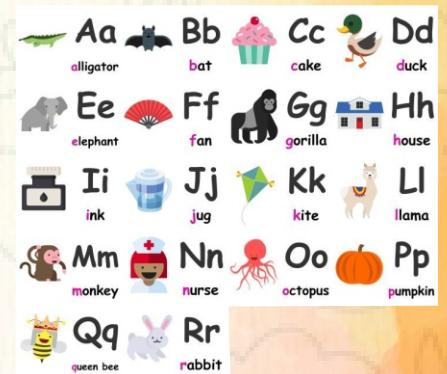 Aa Bb Cc Dd
alligator bat cake duck
Ee Ff Gg Hh
elephant fan gorilla house
Ii Jj Kk Ll
ink jug kite llama
Mm Nn Oo Pp
monkey nurse octopus pumpkin
Qq Rr
queen bee rabbit